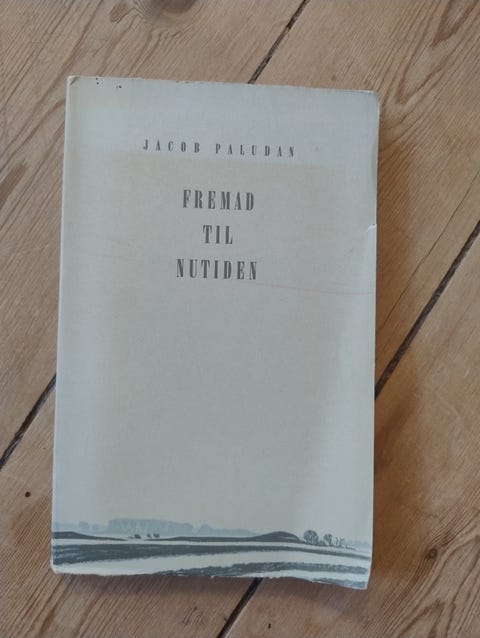 JACOB PALUDAN
FREMAD
TIL
NUTIDEN